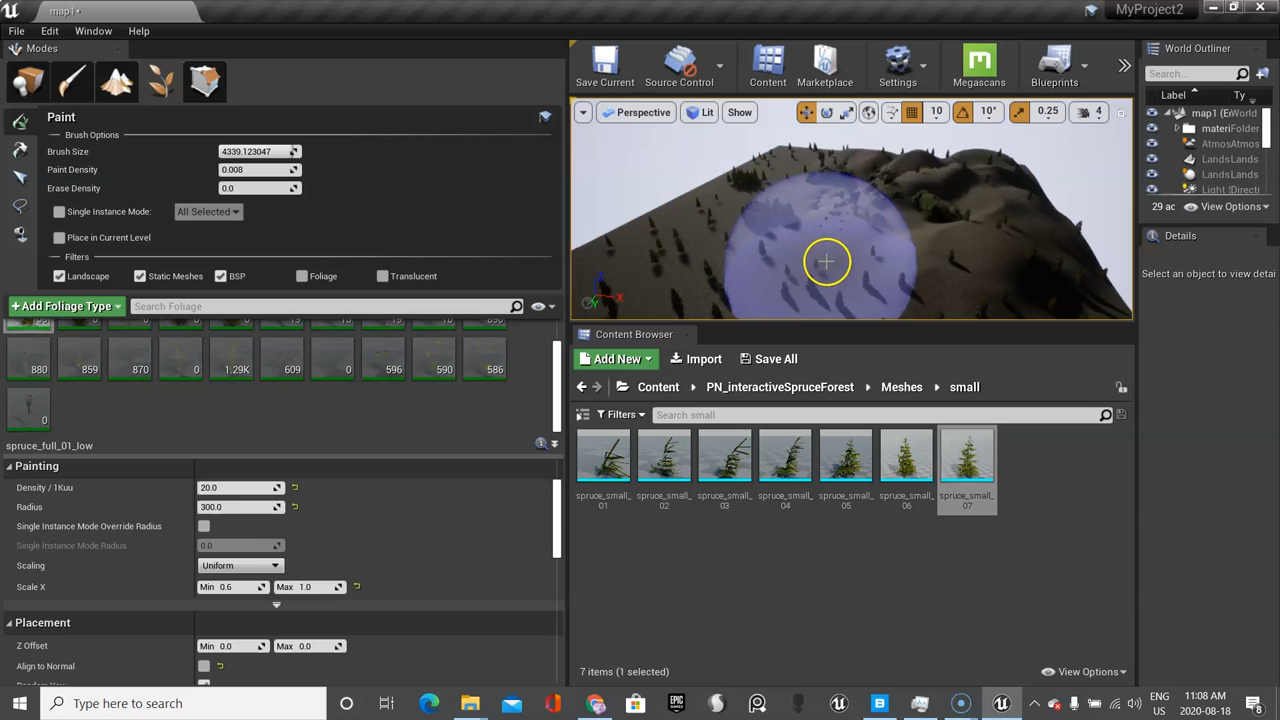 map1•
MyProject2
File Edit Window Help
Modes
Paint
Brush Options
Brush Size 4339.123047
Paint Density 0.008
Erase Density 0.0
Single Instance Mode: All Selected
Place in Current Level
Filters
Landscape Static Meshes BSP Foliage Translucent
+Add Foliage Type Search Foliage
880 859 870 0 1.29K 609 0 596 590 586
0
spruce_full_01_low
Painting
Density / 1Kuu 20.0
Radius 300.0
Single Instance Mode Override Radius
Single Instance Mode Radius 0.0
Scaling Uniform
Scale X Min 0.6 Max 1.0
Placement
Z Offset Min 0.0 Max 0.0
Align to Normal
Save Current Source Control Content Marketplace Settings Megascans Blueprints
Perspective Lit Show 10 10° 0.25 4
X
Y
Content Browser
Add New Import Save All
Content PN_interactiveSpruceForest Meshes small
Filters Search small
spruce_small_01
spruce_small_02
spruce_small_03
spruce_small_04
spruce_small_05
spruce_small_06
spruce_small_07
7 items (1 selected) View Options
World Outliner
Search...
Label Ty
map1 (Ed World
materi Folder
Atmos Atmos
Lands Lands
Lands Lands
Light Directi
29 ac View Options
Details
Select an object to view detai
Type here to search
ENG 11:08 AM
US 2020-08-18
8